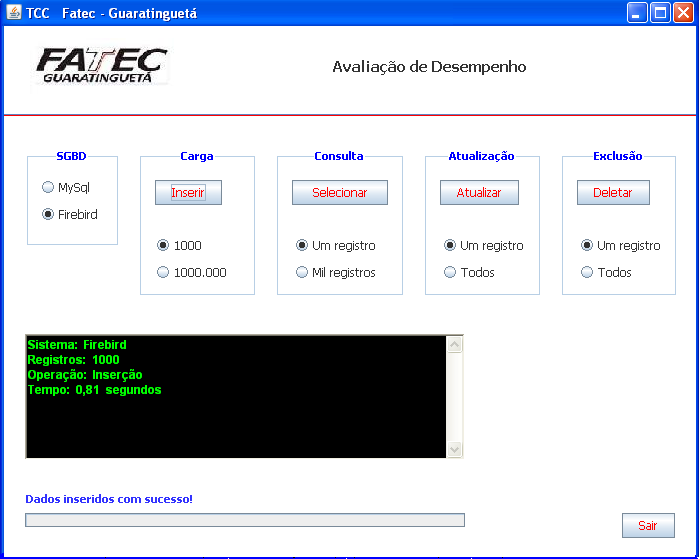 TCC Fatec - Guaratinguetá
FATEC
GUARATINGUETÁ
Avaliação de Desempenho
SGBD
MySql
Firebird
Carga
Inserir
1000
1000.000
Consulta
Selecionar
Um registro
Mil registros
Atualização
Atualizar
Um registro
Todos
Exclusão
Deletar
Um registro
Todos
Sistema: Firebird
Registros: 1000
Operação: Inserção
Tempo: 0,81 segundos
Dados inseridos com sucesso!
Sair